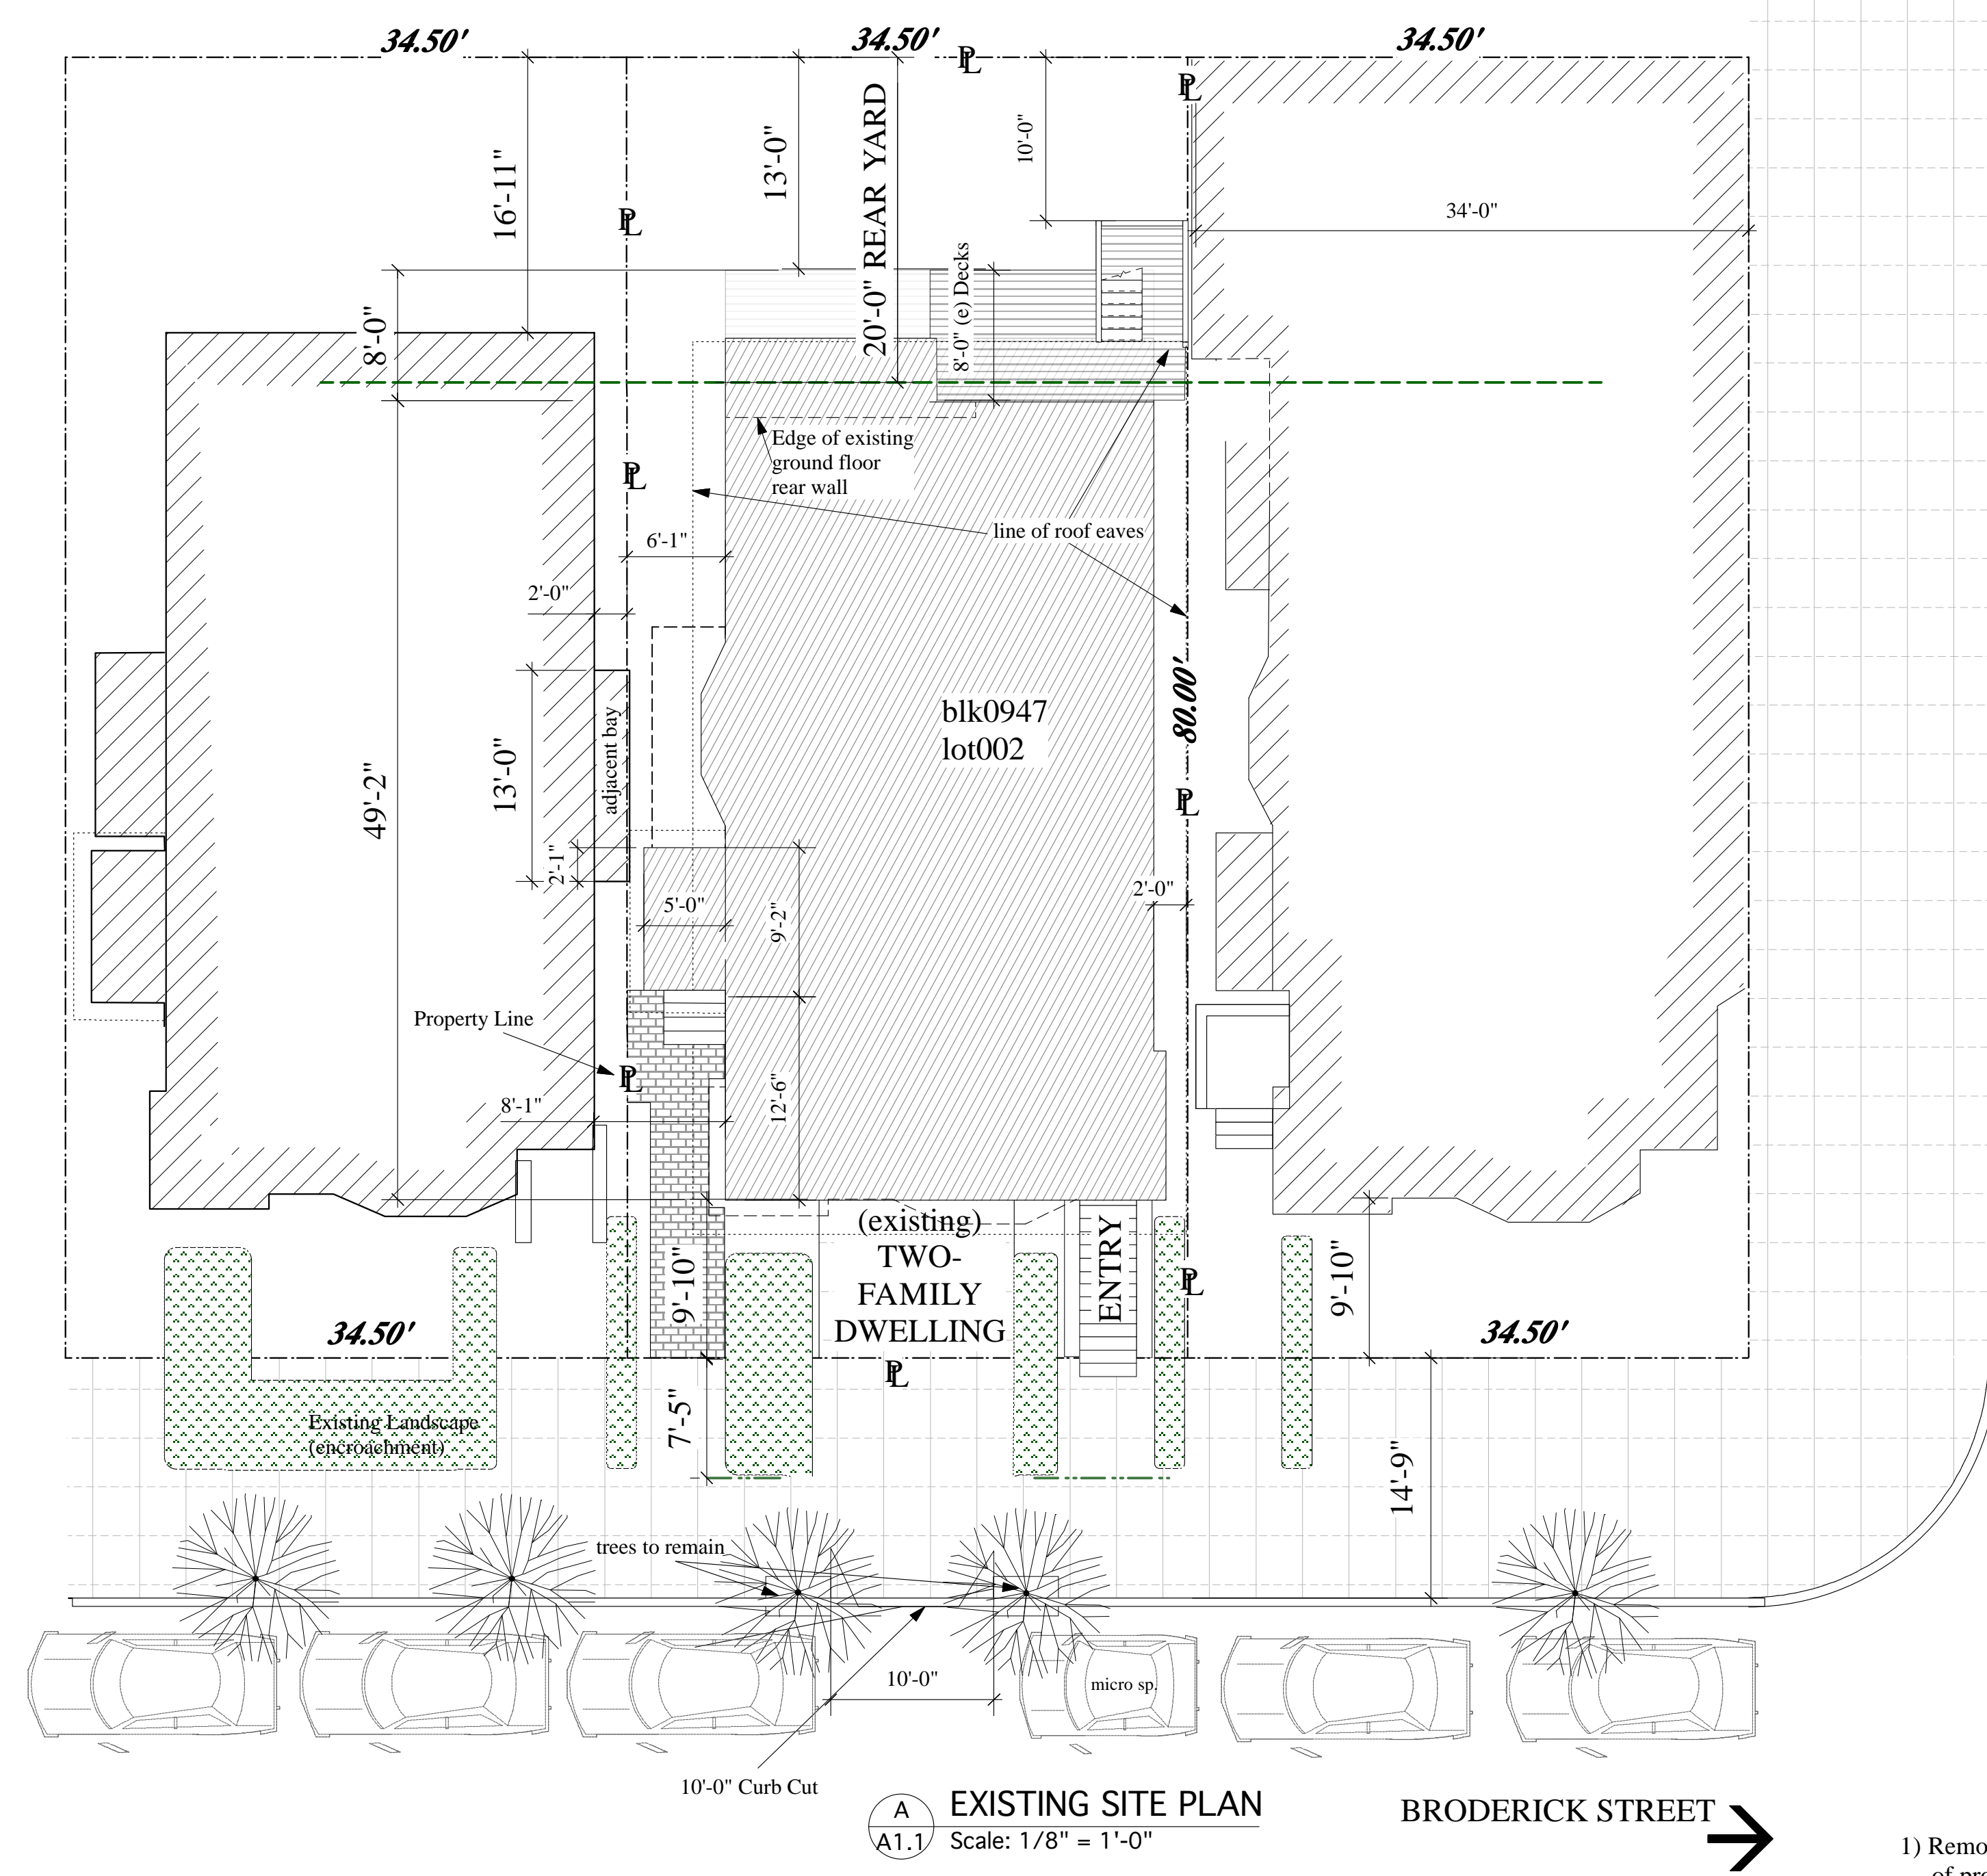 34.50'
34.50'
34.50'
PL
PL
16'-11"
13'-0"
20'-0" REAR YARD
10'-0"
34'-0"
PL
8'-0"
8'-0" (e) Decks
Edge of existing
ground floor
rear wall
PL
line of roof eaves
6'-1"
2'-0"
80.00'
blk0947
lot002
adjacent bay
13'-0"
49'-2"
PL
2'-1"
5'-0"
9'-2"
2'-0"
Property Line
PL
8'-1"
12'-6"
(existing)
TWO-
FAMILY
DWELLING
ENTRY
9'-10"
9'-10"
PL
34.50'
34.50'
PL
7'-5"
Existing Landscape
(encroachment)
14'-9"
trees to remain
10'-0"
micro sp.
10'-0" Curb Cut
A
A1.1
EXISTING SITE PLAN
Scale: 1/8" = 1'-0"
BRODERICK STREET
1) Remo